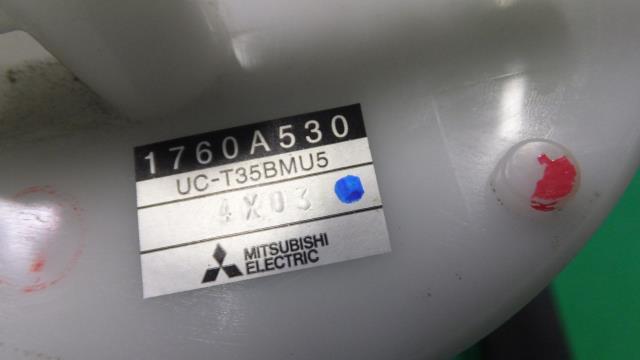 1760A530
UC-T35BMU5
4X03
MITSUBISHI
ELECTRIC